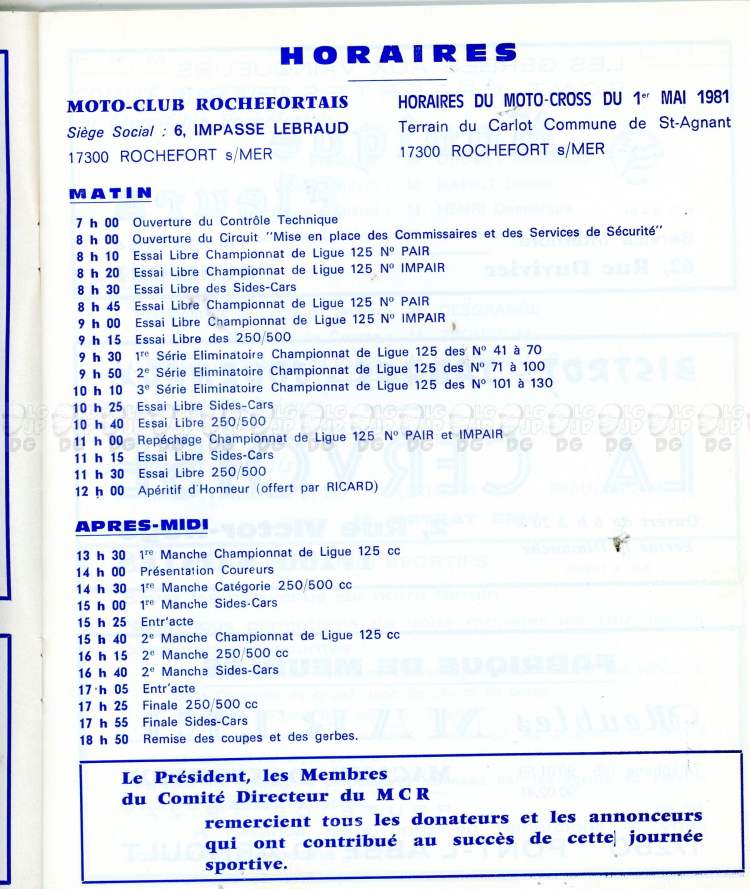 HORAIRES
MOTO-CLUB ROCHEFORTAIS
Siège Social : 6, IMPASSE LEBRAUD
17300 ROCHEFORT s/MER
HORAIRES DU MOTO-CROSS DU 1er MAI 1981
Terrain du Carlot Commune de St-Agnant
17300 ROCHEFORT s/MER
MATIN
7 h 00 Ouverture du Contrôle Technique
8 h 00 Ouverture du Circuit "Mise en place des Commissaires et des Services de Sécurité"
8 h 10 Essai Libre Championnat de Ligue 125 Nº PAIR
8 h 20 Essai Libre Championnat de Ligue 125 Nº IMPAIR
8 h 30 Essai Libre des Sides-Cars
8 h 45 Essai Libre Championnat de Ligue 125 Nº PAIR
9 h 00 Essai Libre Championnat de Ligue 125 Nº IMPAIR
9 h 15 Essai Libre des 250/500
9 h 30 1re Série Eliminatoire Championnat de Ligue 125 des Nº 41 à 70
9 h 50 2e Série Eliminatoire Championnat de Ligue 125 des Nº 71 à 100
10 h 10 3e Série Eliminatoire Championnat de Ligue 125 des Nº 101 à 130
10 h 25 Essai Libre Sides-Cars
10 h 40 Essai Libre 250/500
11 h 00 Repéchage Championnat de Ligue 125 Nº PAIR et IMPAIR
11 h 15 Essai Libre Sides-Cars
11 h 30 Essai Libre 250/500
12 h 00 Apéritif d'Honneur (offert par RICARD)
APRES-MIDI
13 h 30 1re Manche Championnat de Ligue 125 cc
14 h 00 Présentation Coureurs
14 h 30 1re Manche Catégorie 250/500 cc
15 h 00 1re Manche Sides-Cars
15 h 25 Entr'acte
15 h 40 2e Manche Championnat de Ligue 125 cc
16 h 15 2e Manche 250/500 cc
16 h 40 2e Mancha Sides-Cars
17 h 05 Entr'acte
17 h 25 Finale 250/500 cc
17 h 55 Finale Sides-Cars
18 h 50 Remise des coupes et des gerbes.
Le Président, les Membres
du Comité Directeur du MCR
remercient tous les donateurs et les annonceurs
qui ont contribué au succès de cette journée
sportive.